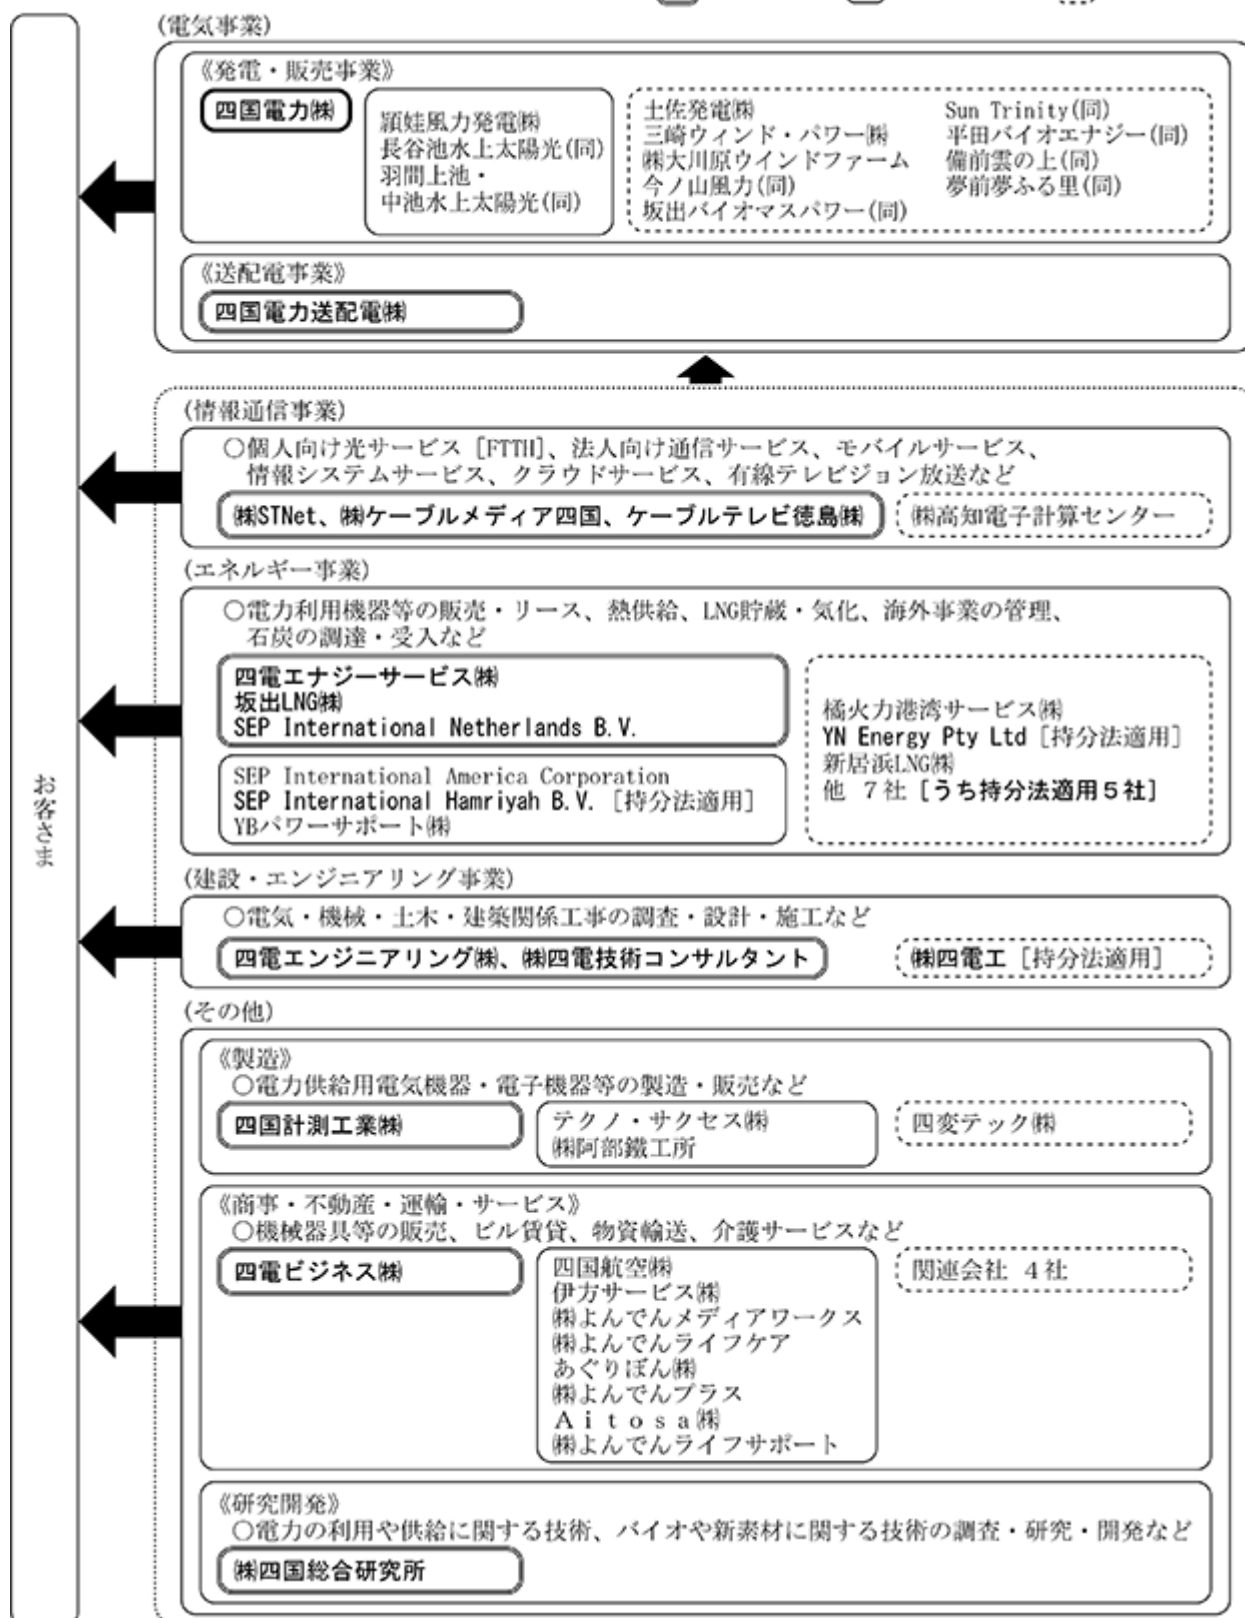 お客さま
(電気事業)
《発電・販売事業》
四国電力㈱
頴娃風力発電㈱
長谷池水上太陽光(同)
羽間上池・
中池水上太陽光(同)
土佐発電㈱
三崎ウィンド・パワー㈱
㈱大川原ウインドファーム
今ノ山風力(同)
坂出バイオマスパワー(同)
Sun Trinity(同)
平田バイオエナジー(同)
備前雲の上(同)
夢前夢ふる里(同)
《送配電事業》
四国電力送配電㈱
(情報通信事業)
○個人向け光サービス［FTTH］、法人向け通信サービス、モバイルサービス、
情報システムサービス、クラウドサービス、有線テレビジョン放送など
㈱STNet、㈱ケーブルメディア四国、ケーブルテレビ徳島㈱
㈱高知電子計算センター
(エネルギー事業)
○電力利用機器等の販売・リース、熱供給、LNG貯蔵・気化、海外事業の管理、
石炭の調達・受入など
四電エナジーサービス㈱
坂出LNG㈱
SEP International Netherlands B.V.
SEP International America Corporation
SEP International Hamriyah B.V.［持分法適用］
YBパワーサポート㈱
橘火力港湾サービス㈱
YN Energy Pty Ltd［持分法適用］
新居浜LNG㈱
他 7社［うち持分法適用5社］
(建設・エンジニアリング事業)
○電気・機械・土木・建築関係工事の調査・設計・施工など
四電エンジニアリング㈱、㈱四電技術コンサルタント
㈱四電工［持分法適用］
(その他)
《製造》
○電力供給用電気機器・電子機器等の製造・販売など
四国計測工業㈱
テクノ・サクセス㈱
㈱阿部鐵工所
四変テック㈱
《商事・不動産・運輸・サービス》
○機械器具等の販売、ビル賃貸、物資輸送、介護サービスなど
四電ビジネス㈱
四国航空㈱
伊方サービス㈱
㈱よんでんメディアワークス
㈱よんでんライフケア
あぐりぼん㈱
㈱よんでんプラス
Ａｉｔｏｓａ㈱
㈱よんでんライフサポート
関連会社 4社
《研究開発》
○電力の利用や供給に関する技術、バイオや新素材に関する技術の調査・研究・開発など
㈱四国総合研究所